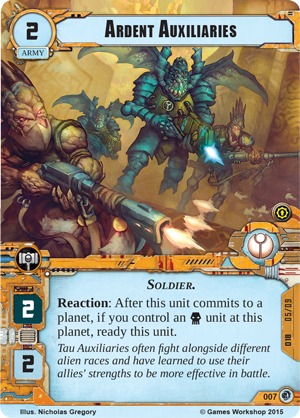 ARDENT AUXILIARIES
2
ARMY
SOLDIER.
2
Reaction: After this unit commits to a
planet, if you control an unit at this
planet, ready this unit.
2
Tau Auxiliaries often fight alongside different
alien races and have learned to use their
allies' strengths to be more effective in battle.
018 05/09
007
Illus. Nicholas Gregory
© Games Workshop 2015